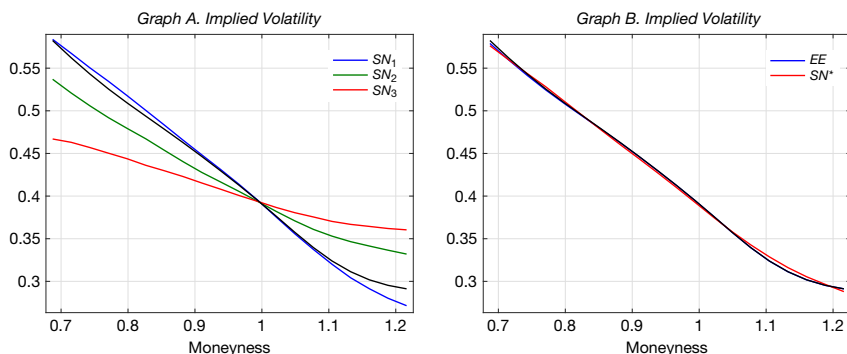 Graph A. Implied Volatility
SN₁
SN₂
SN₃
0.55
0.5
0.45
0.4
0.35
0.3
0.7 0.8 0.9 1 1.1 1.2
Moneyness
Graph B. Implied Volatility
EE
SN*
0.55
0.5
0.45
0.4
0.35
0.3
0.7 0.8 0.9 1 1.1 1.2
Moneyness